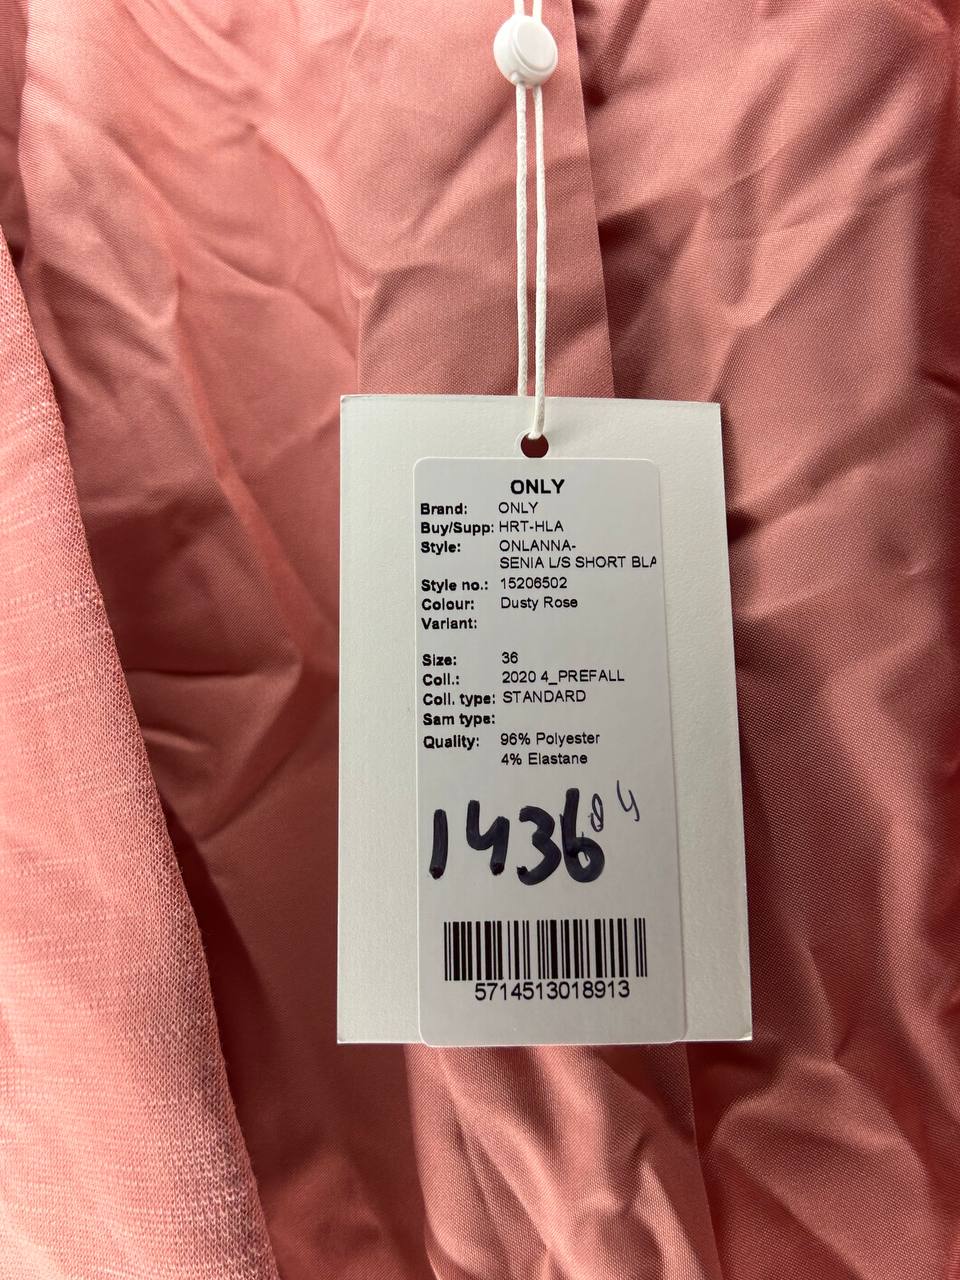 ONLY
Brand: ONLY
Buy/Supp: HRT-HLA
Style: ONLANNA-
SENIA L/S SHORT BLA
Style no.: 15206502
Colour: Dusty Rose
Variant:
Size: 36
Coll.: 2020 4_PREFALL
Coll. type: STANDARD
Sam type:
Quality: 96% Polyester
4% Elastane
1436
5714513018913